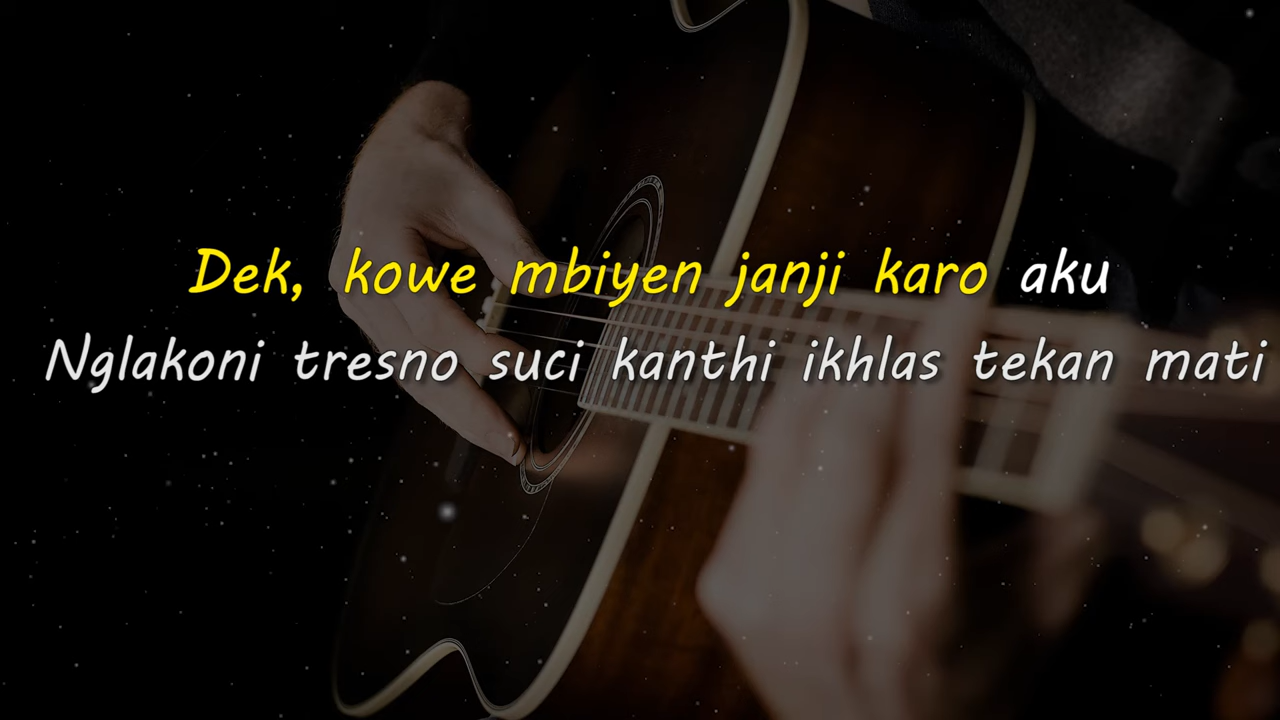 Dek, kowe mbiyen janji karo aku
Nglakoni tresno suci kanthi ikhlas tekan mati